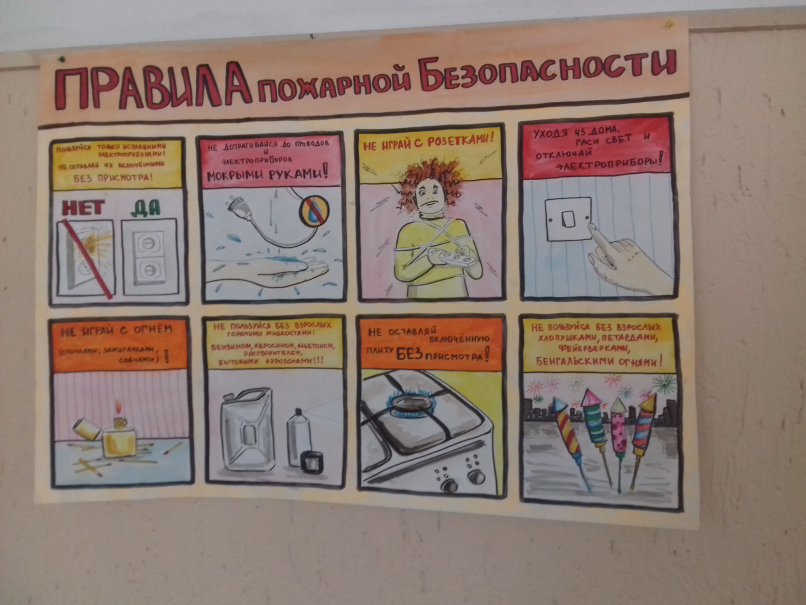 ПРАВИЛА ПОЖАРНОЙ БЕЗОПАСНОСТИ
ПОЛЬЗУЙСЯ ТОЛЬКО ИСПРАВНЫМИ
ЭЛЕКТРОПРИБОРАМИ!
НЕ ОСТАВЛЯЙ ИХ ВКЛЮЧЁННЫМИ
БЕЗ ПРИСМОТРА!
НЕТ ДА
НЕ ДОТРАГИВАЙСЯ ДО ПРОВОДОВ
И
ЭЛЕКТРОПРИБОРОВ
МОКРЫМИ РУКАМИ!
НЕ ИГРАЙ С РОЗЕТКАМИ!
УХОДЯ ИЗ ДОМА,
ГАСИ СВЕТ И
ОТКЛЮЧАЙ
ЭЛЕКТРОПРИБОРЫ!
НЕ ИГРАЙ С ОГНЁМ
(СПИЧКАМИ, ЗАЖИГАЛКАМИ,
СВЕЧАМИ)!
НЕ ПОЛЬЗУЙСЯ БЕЗ ВЗРОСЛЫХ
ГОРЮЧИМИ ЖИДКОСТЯМИ:
БЕНЗИНОМ, КЕРОСИНОМ, АЦЕТОНОМ,
РАСТВОРИТЕЛЕМ,
БЫТОВЫМИ АЭРОЗОЛЯМИ!!!
НЕ ОСТАВЛЯЙ ВКЛЮЧЕННУЮ
ПЛИТУ БЕЗ ПРИСМОТРА!
НЕ ПОЛЬЗУЙСЯ БЕЗ ВЗРОСЛЫХ
ХЛОПУШКАМИ, ПЕТАРДАМИ,
ФЕЙЕРВЕРКАМИ,
БЕНГАЛЬСКИМИ ОГНЯМИ!